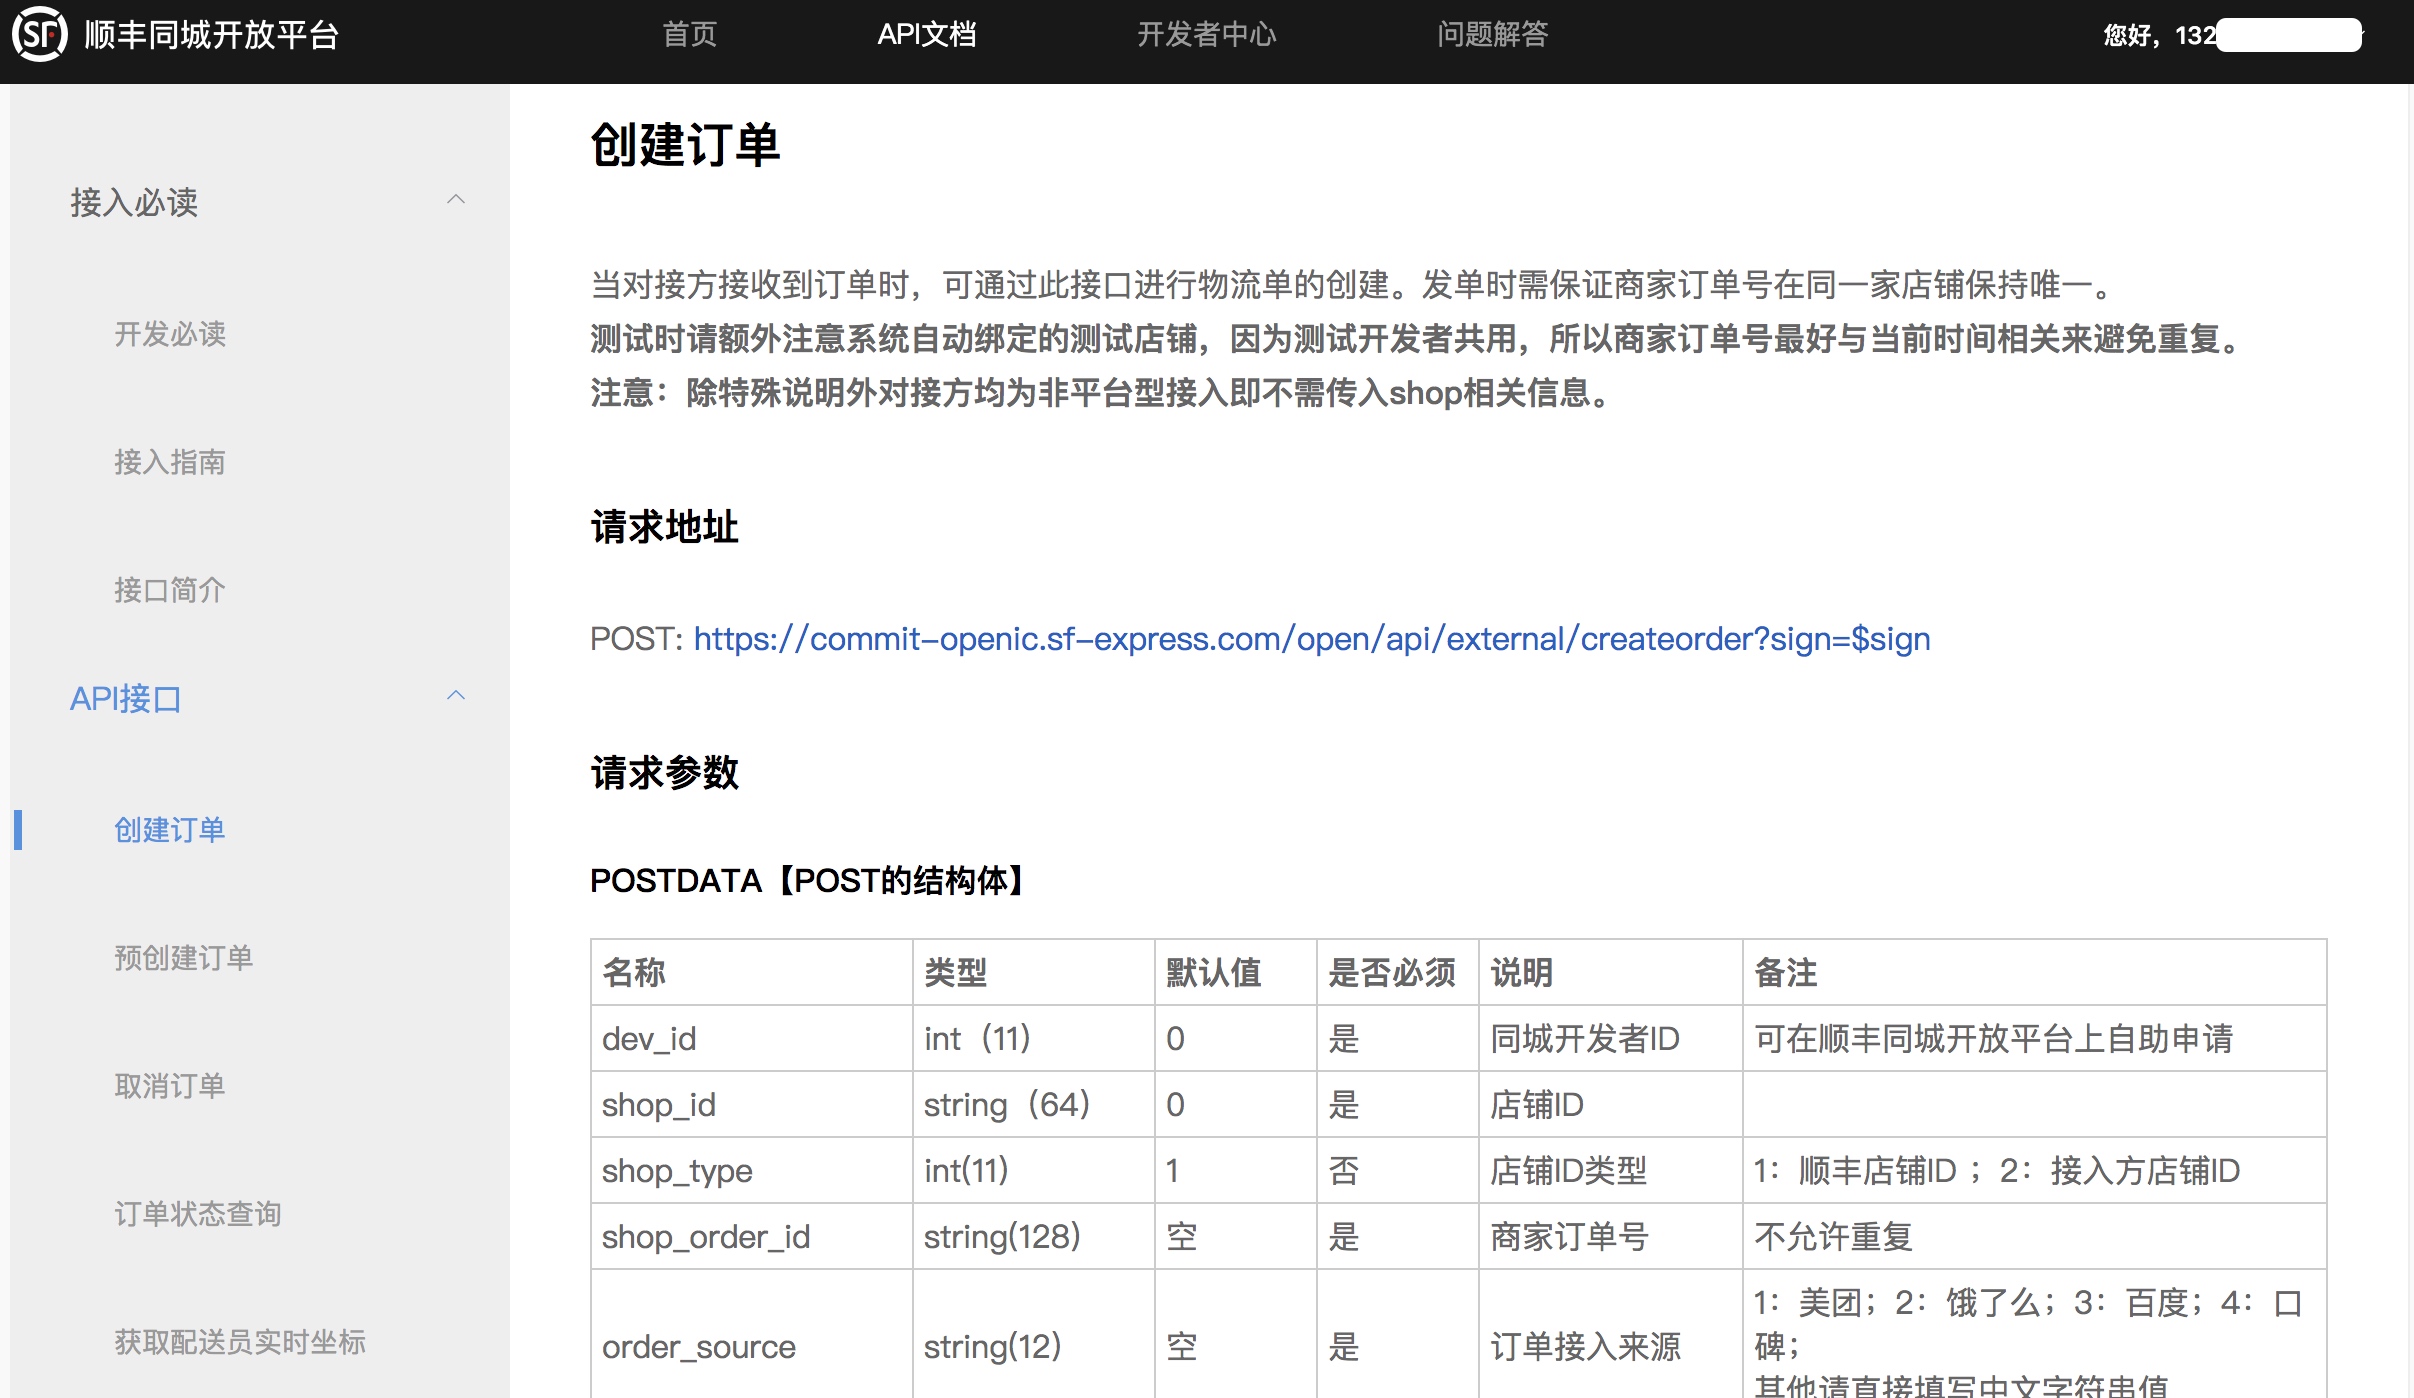 SF 顺丰同城开放平台 首页 API文档 开发者中心 问题解答 您好，132
接入必读
开发必读
接入指南
接口简介
API接口
创建订单
预创建订单
取消订单
订单状态查询
获取配送员实时坐标
创建订单
当对接方接收到订单时，可通过此接口进行物流单的创建。发单时需保证商家订单号在同一家店铺保持唯一。
测试时请额外注意系统自动绑定的测试店铺，因为测试开发者共用，所以商家订单号最好与当前时间相关来避免重复。
注意：除特殊说明外对接方均为非平台型接入即不需传入shop相关信息。
请求地址
POST: https://commit-openic.sf-express.com/open/api/external/createorder?sign=$sign
请求参数
POSTDATA【POST的结构体】
名称 类型 默认值 是否必须 说明 备注
dev_id int（11） 0 是 同城开发者ID 可在顺丰同城开放平台上自助申请
shop_id string（64） 0 是 店铺ID
shop_type int(11) 1 否 店铺ID类型 1：顺丰店铺ID ；2：接入方店铺ID
shop_order_id string(128) 空 是 商家订单号 不允许重复
order_source string(12) 空 是 订单接入来源 1：美团；2：饿了么；3：百度；4：口
碑；
其他请直接填写中文字符串值